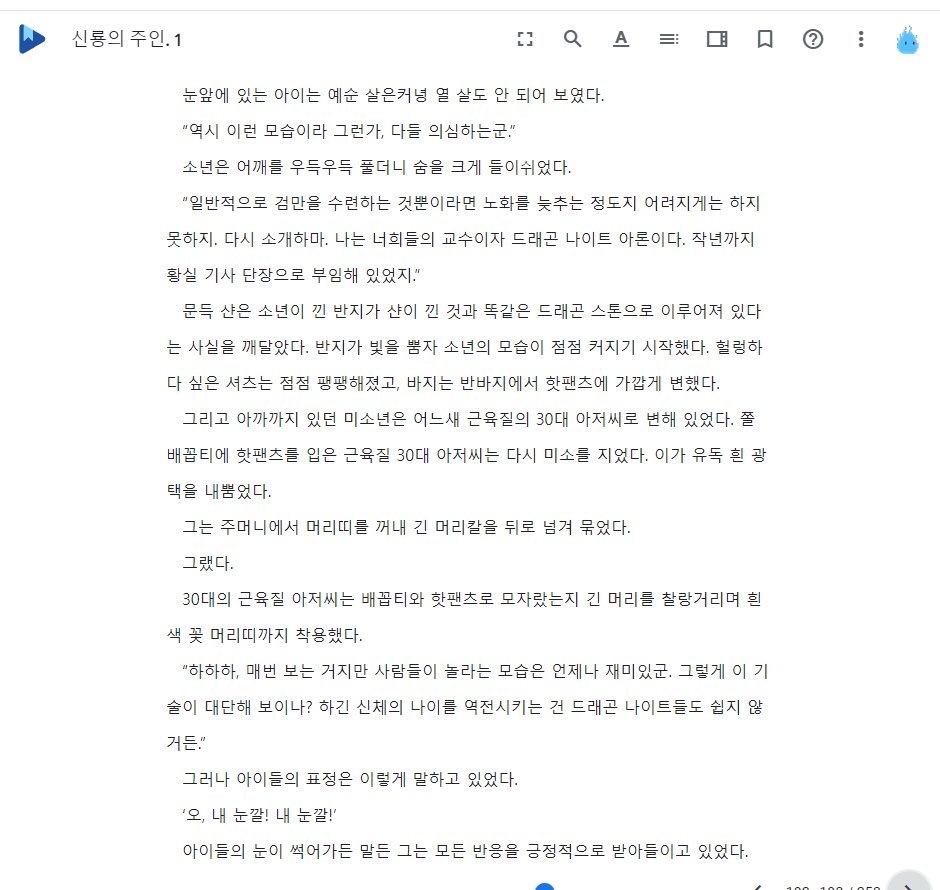 신룡의 주인. 1
눈앞에 있는 아이는 예순 살은커녕 열 살도 안 되어 보였다.
“역시 이런 모습이라 그런가, 다들 의심하는군.”
소년은 어깨를 우득우득 풀더니 숨을 크게 들이쉬었다.
“일반적으로 검만을 수련하는 것뿐이라면 노화를 늦추는 정도지 어려지게는 하지
못하지. 다시 소개하마. 나는 너희들의 교수이자 드래곤 나이트 아론이다. 작년까지
황실 기사 단장으로 부임해 있었지.”
문득 샨은 소년이 낀 반지가 샨이 낀 것과 똑같은 드래곤 스톤으로 이루어져 있다
는 사실을 깨달았다. 반지가 빛을 뿜자 소년의 모습이 점점 커지기 시작했다. 헐렁하
다 싶은 셔츠는 점점 팽팽해졌고, 바지는 반바지에서 핫팬츠에 가깝게 변했다.
그리고 아까까지 있던 미소년은 어느새 근육질의 30대 아저씨로 변해 있었다. 쫄
배꼽티에 핫팬츠를 입은 근육질 30대 아저씨는 다시 미소를 지었다. 이가 유독 흰 광
택을 내뿜었다.
그는 주머니에서 머리띠를 꺼내 긴 머리칼을 뒤로 넘겨 묶었다.
그랬다.
30대의 근육질 아저씨는 배꼽티와 핫팬츠로 모자랐는지 긴 머리를 찰랑거리며 흰
색 꽃 머리띠까지 착용했다.
“하하하, 매번 보는 거지만 사람들이 놀라는 모습은 언제나 재미있군. 그렇게 이 기
술이 대단해 보이나? 하긴 신체의 나이를 역전시키는 건 드래곤 나이트들도 쉽지 않
거든.”
그러나 아이들의 표정은 이렇게 말하고 있었다.
‘오, 내 눈깔! 내 눈깔!’
아이들의 눈이 썩어가든 말든 그는 모든 반응을 긍정적으로 받아들이고 있었다.